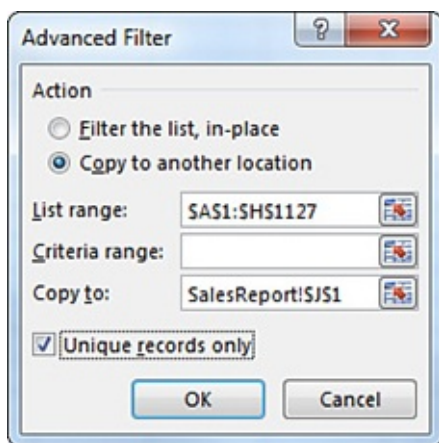 Advanced Filter
Action
Filter the list, in-place
Copy to another location
List range: $A$1:$H$1127
Criteria range:
Copy to: SalesReport!$J$1
Unique records only
OK Cancel